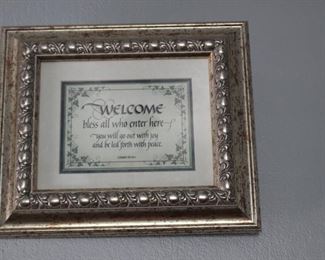 WELCOME
bless all who enter here
you will go out with joy
and be led forth with peace.